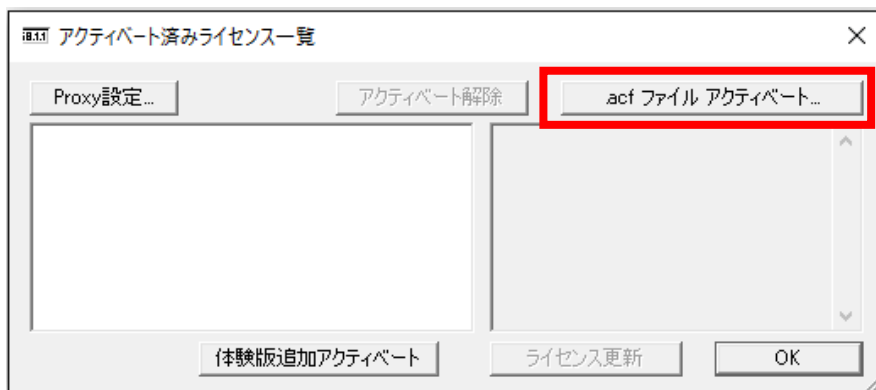 アクティベート済みライセンス一覧
Proxy設定...
アクティベート解除
.acf ファイル アクティベート...
体験版追加アクティベート
ライセンス更新
OK